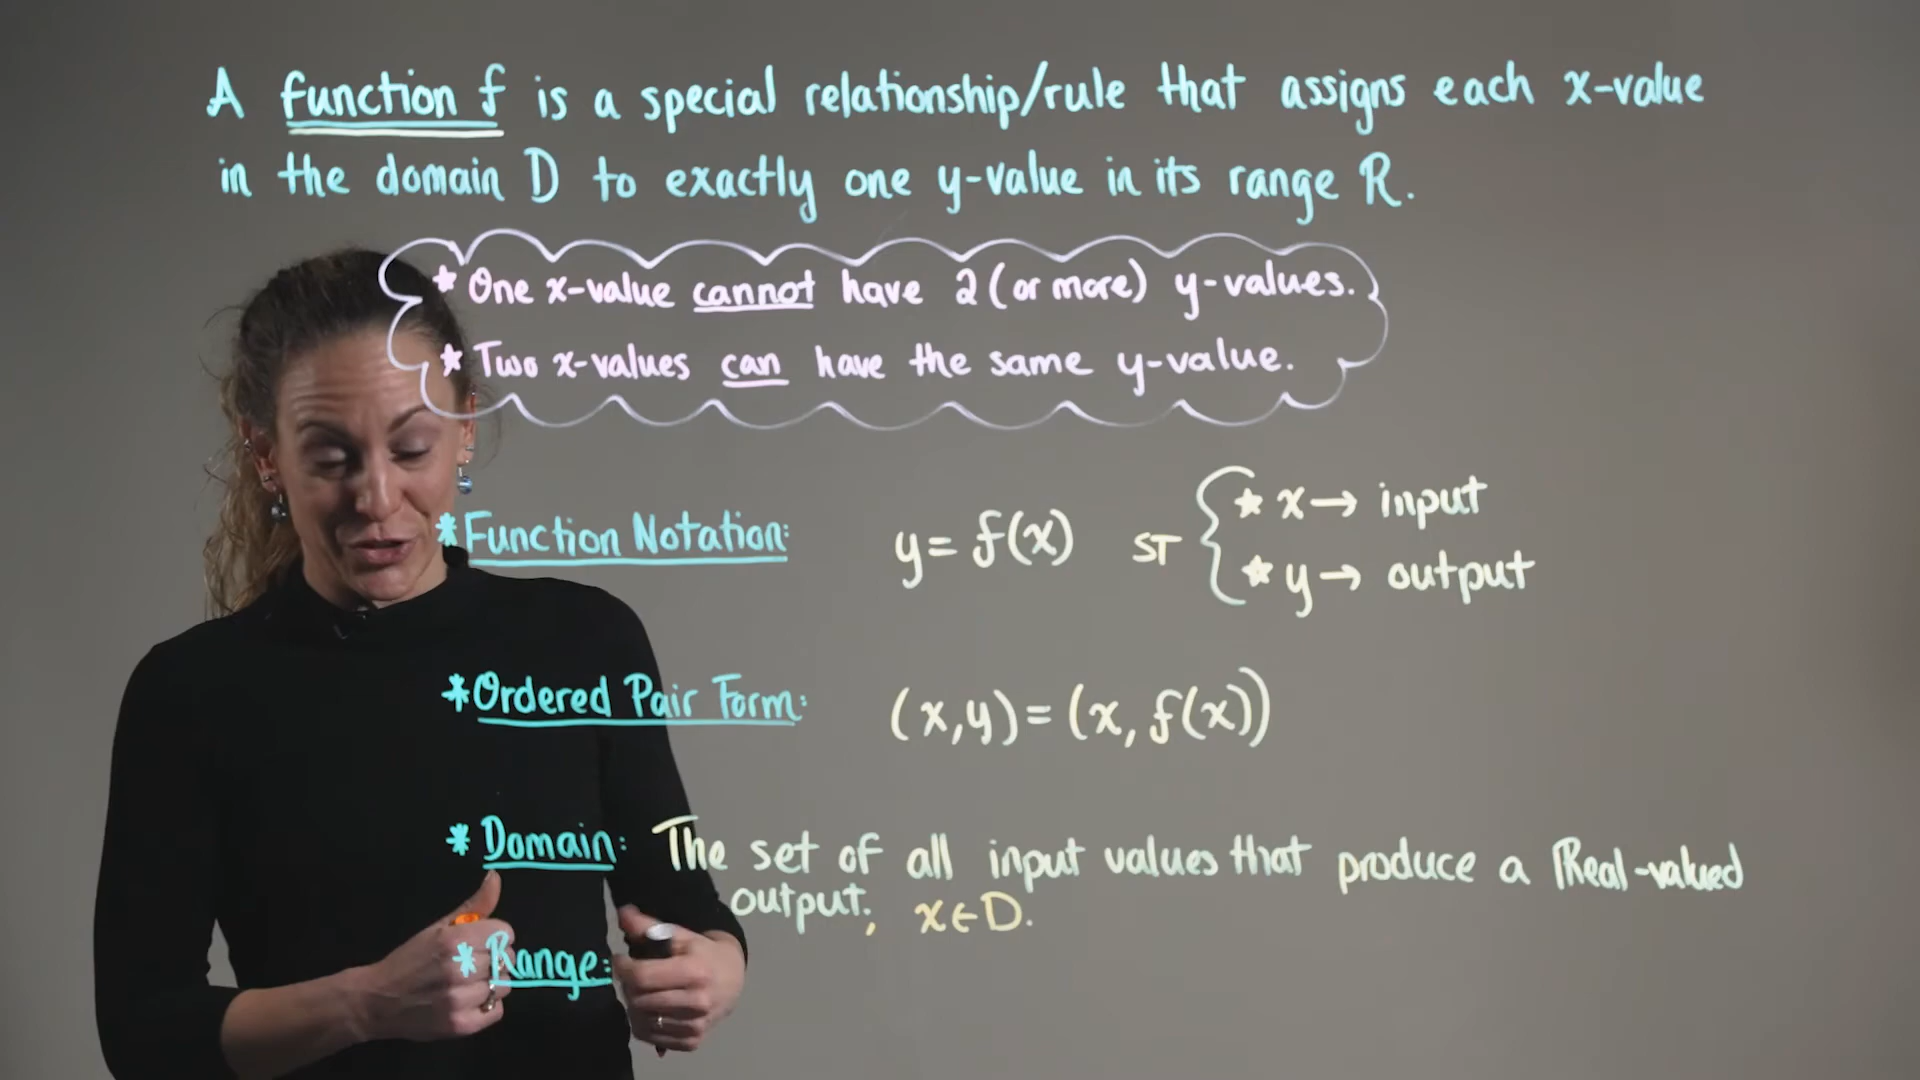 A function f is a special relationship/rule that assigns each x-value
in the domain D to exactly one y-value in its range R.
* One x-value cannot have 2 (or more) y-values.
* Two x-values can have the same y-value.
* Function Notation: y = f(x) ST { * x → input
* y → output
* Ordered Pair Form: (x,y) = (x, f(x))
* Domain: The set of all input values that produce a Real-valued
output, x ∈ D.
* Range: